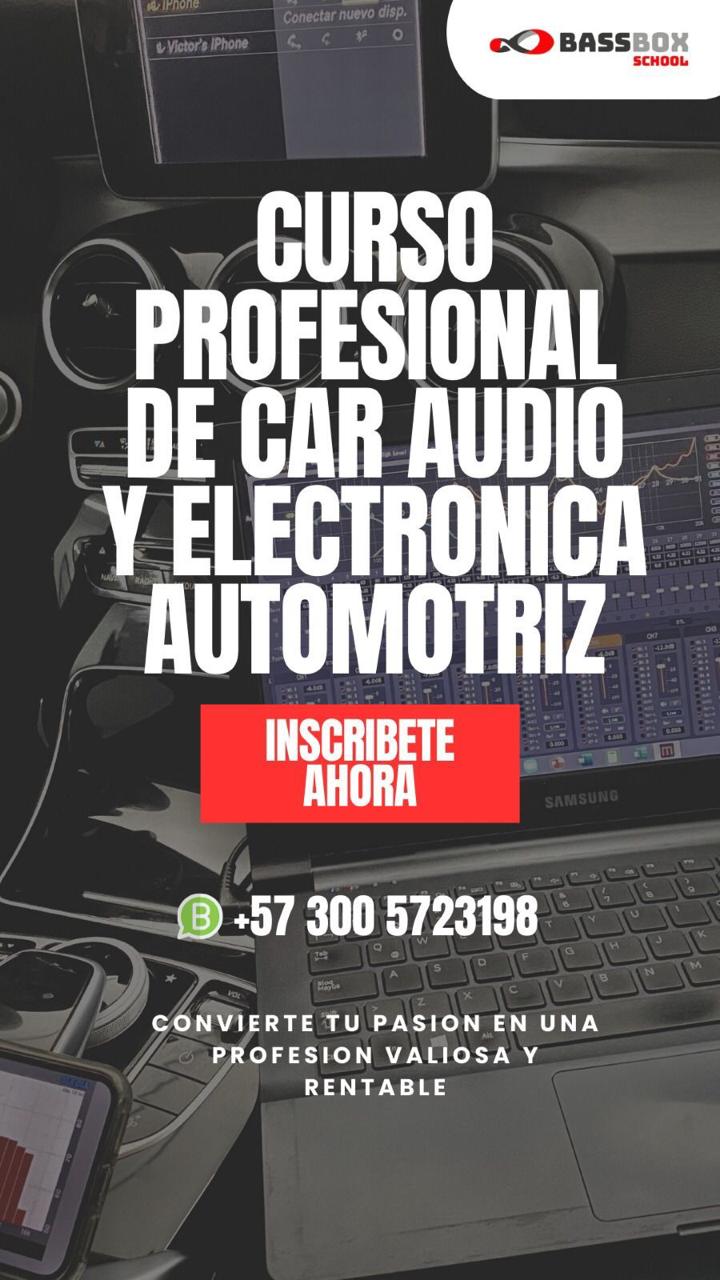 iPhone
Conectar nuevo disp.
Victor's iPhone
BASSBOX
SCHOOL
CURSO
PROFESIONAL
DE CAR AUDIO
Y ELECTRONICA
AUTOMOTRIZ
INSCRIBETE
AHORA
SAMSUNG
+57 300 5723198
CONVIERTE TU PASION EN UNA
PROFESION VALIOSA Y
RENTABLE